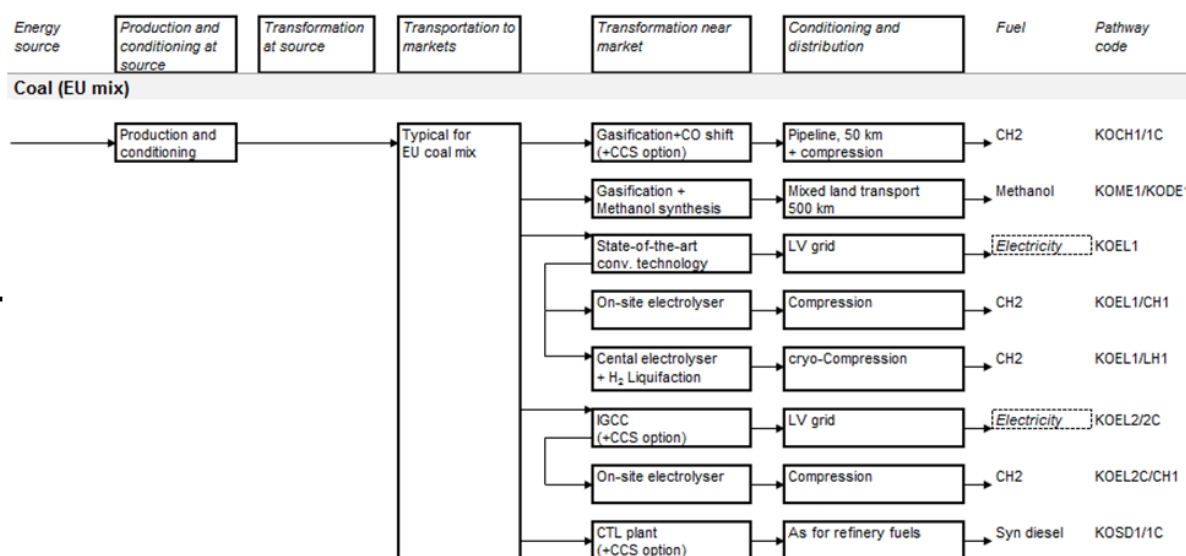 Energy source
Production and conditioning at source
Transformation at source
Transportation to markets
Transformation near market
Conditioning and distribution
Fuel
Pathway code
Coal (EU mix)
Production and conditioning
Typical for EU coal mix
Gasification+CO shift (+CCS option)
Pipeline, 50 km + compression
CH2
KOCH1/1C
Gasification + Methanol synthesis
Mixed land transport 500 km
Methanol
KOME1/KODE1
State-of-the-art conv. technology
LV grid
Electricity
KOEL1
On-site electrolyser
Compression
CH2
KOEL1/CH1
Cental electrolyser + H₂ Liquifaction
cryo-Compression
CH2
KOEL1/LH1
IGCC (+CCS option)
LV grid
Electricity
KOEL2/2C
On-site electrolyser
Compression
CH2
KOEL2C/CH1
CTL plant (+CCS option)
As for refinery fuels
Syn diesel
KOSD1/1C